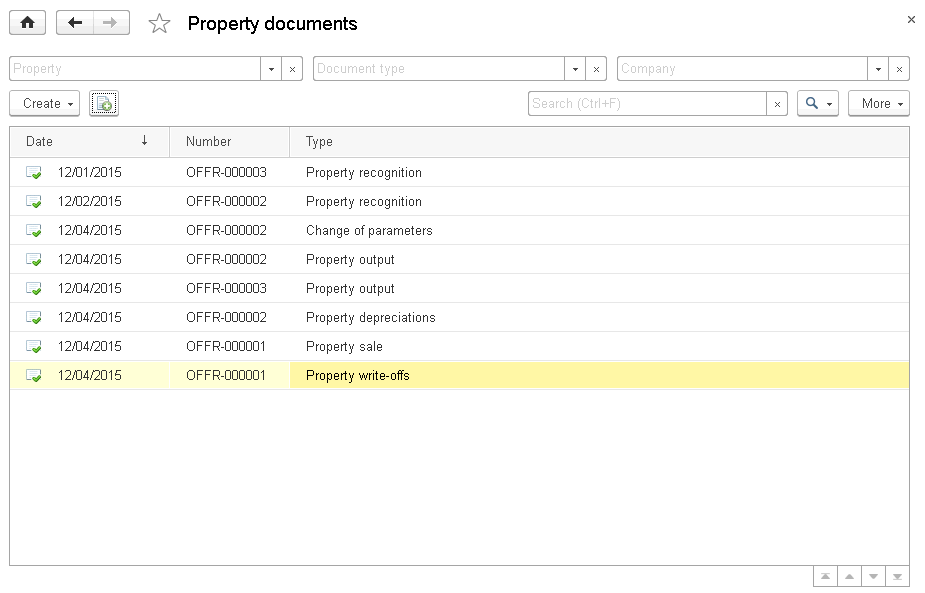 Property documents
Property Document type Company
Create Search (Ctrl+F) More
Date Number Type
12/01/2015 OFFR-000003 Property recognition
12/02/2015 OFFR-000002 Property recognition
12/04/2015 OFFR-000002 Change of parameters
12/04/2015 OFFR-000002 Property output
12/04/2015 OFFR-000003 Property output
12/04/2015 OFFR-000002 Property depreciations
12/04/2015 OFFR-000001 Property sale
12/04/2015 OFFR-000001 Property write-offs